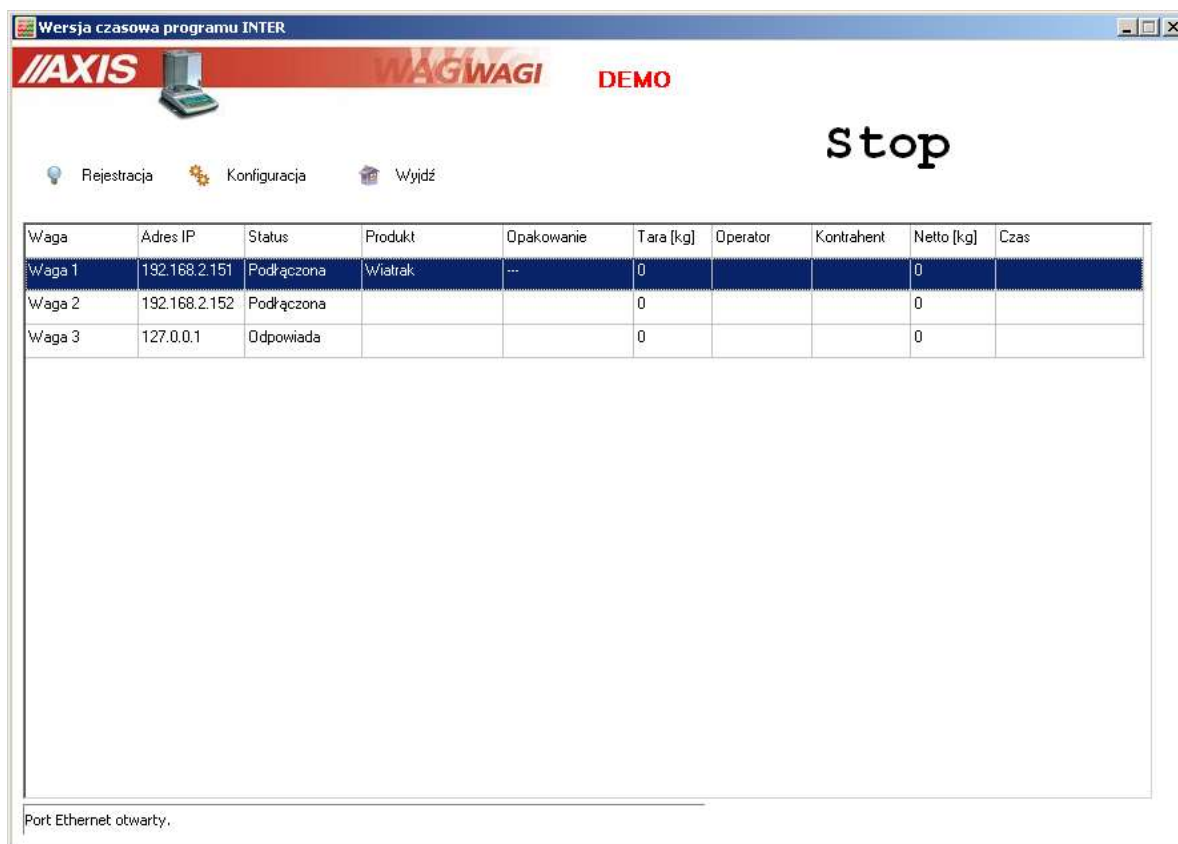 Wersja czasowa programu INTER
//AXIS WAGWAGI DEMO
Stop
Rejestracja Konfiguracja Wyjdź
Waga Adres IP Status Produkt Opakowanie Tara [kg] Operator Kontrahent Netto [kg] Czas
Waga 1 192.168.2.151 Podłączona Wiatrak --- 0 0
Waga 2 192.168.2.152 Podłączona 0 0
Waga 3 127.0.0.1 Odpowiada 0 0
Port Ethernet otwarty.